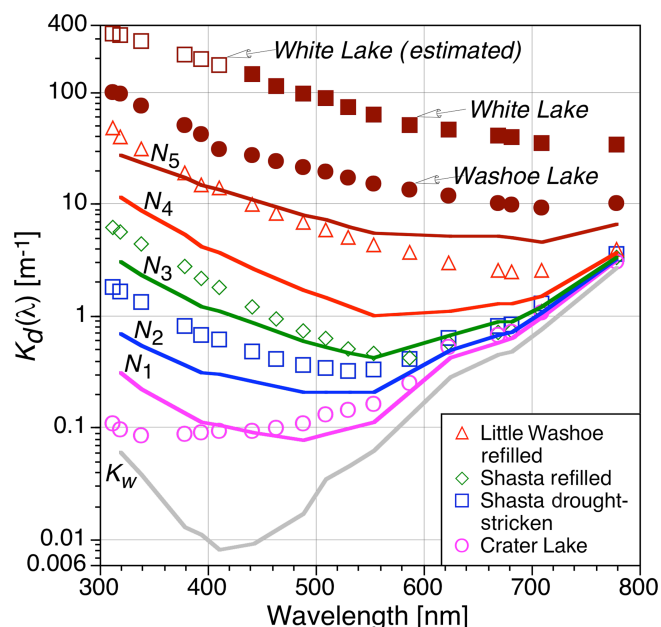 400
100
10
1
0.1
0.01
0.006
K_d(λ) [m⁻¹]
White Lake (estimated)
White Lake
Washoe Lake
N₅
N₄
N₃
N₂
N₁
K_w
Little Washoe
refilled
Shasta refilled
Shasta drought-
stricken
Crater Lake
300 400 500 600 700 800
Wavelength [nm]